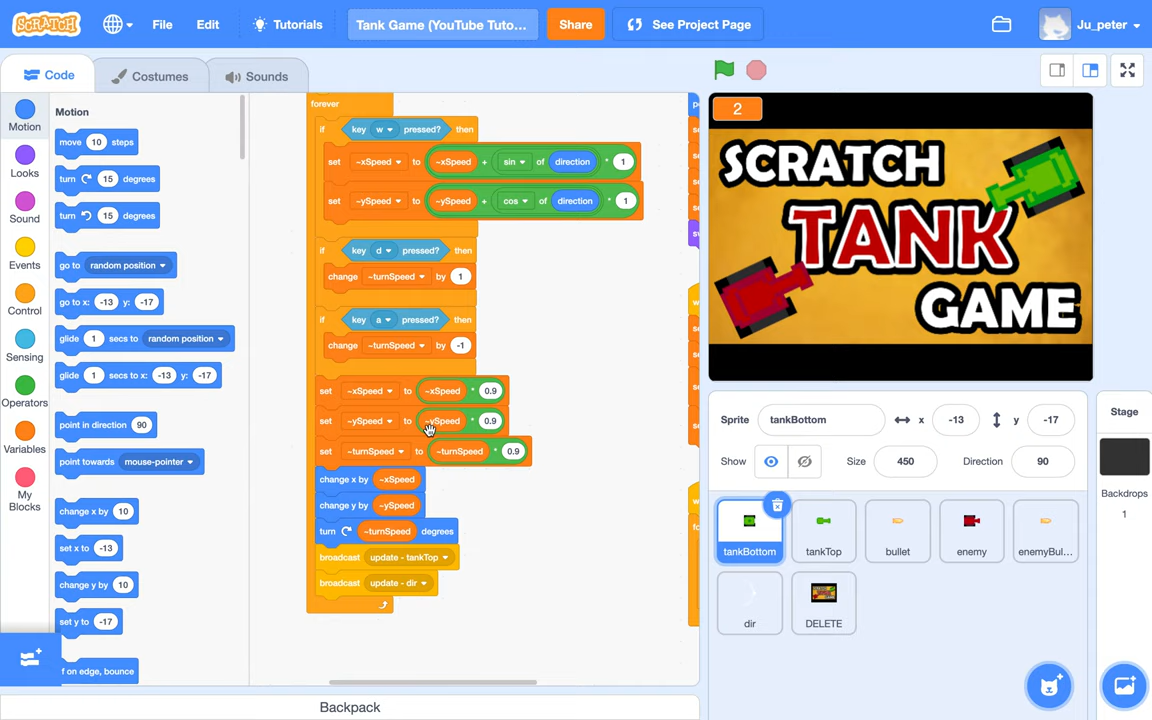 SCRATCH
File
Edit
Tutorials
Tank Game (YouTube Tuto...
Share
See Project Page
Ju_peter
Code
Costumes
Sounds
Motion
Looks
Sound
Events
Control
Sensing
Operators
Variables
My
Blocks
Motion
move 10 steps
turn 15 degrees
turn 15 degrees
go to random position
go to x: -13 y: -17
glide 1 secs to random position
glide 1 secs to x: -13 y: -17
point in direction 90
point towards mouse-pointer
change x by 10
set x to -13
change y by 10
set y to -17
if on edge, bounce
forever
if key w pressed? then
set ~xSpeed to ~xSpeed + sin of direction * 1
set ~ySpeed to ~ySpeed + cos of direction * 1
if key d pressed? then
change ~turnSpeed by 1
if key a pressed? then
change ~turnSpeed by -1
set ~xSpeed to ~xSpeed * 0.9
set ~ySpeed to ~ySpeed * 0.9
set ~turnSpeed to ~turnSpeed * 0.9
change x by ~xSpeed
change y by ~ySpeed
turn ~turnSpeed degrees
broadcast update - tankTop
broadcast update - dir
2
SCRATCH
TANK
GAME
Sprite tankBottom x -13 y -17
Show Size 450 Direction 90
tankBottom
tankTop
bullet
enemy
enemyBul...
dir
DELETE
Stage
Backdrops
1
Backpack